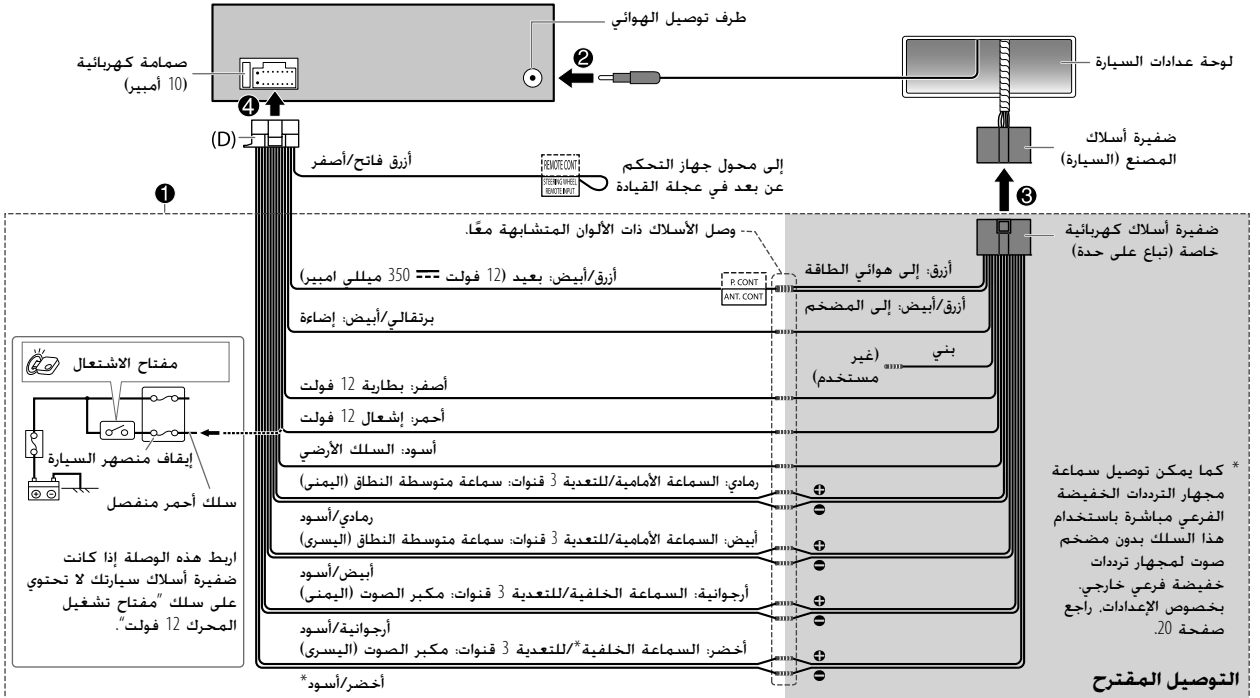 طرف توصيل الهوائي
صمامة كهربائية
(10 أمبير)
❷
لوحة عدادات السيارة
❹
(D)
ضفيرة أسلاك
المصنع (السيارة)
أزرق فاتح/أصفر
REMOTE CONT
STEERING WHEEL
REMOTE INPUT
إلى محول جهاز التحكم
عن بعد في عجلة القيادة
❶
❸
وصل الأسلاك ذات الألوان المتشابهة معًا.
ضفيرة أسلاك كهربائية
خاصة (تباع على حدة)
أزرق/أبيض: بعيد (12 فولت ⎓ 350 ميللي امبير)
P. CONT
ANT. CONT
أزرق: إلى هوائي الطاقة
أزرق/أبيض: إلى المضخم
برتقالي/أبيض: إضاءة
بني
(غير
مستخدم)
مفتاح الاشتعال
إيقاف منصهر السيارة
سلك أحمر منفصل
اربط هذه الوصلة إذا كانت
ضفيرة أسلاك سيارتك لا تحتوي
على سلك "مفتاح تشغيل
المحرك 12 فولت".
أصفر: بطارية 12 فولت
أحمر: إشعال 12 فولت
أسود: السلك الأرضي
رمادي: السماعة الأمامية/للتعدية 3 قنوات: سماعة متوسطة النطاق (اليمنى)
رمادي/أسود
أبيض: السماعة الأمامية/للتعدية 3 قنوات: سماعة متوسطة النطاق (اليسرى)
أبيض/أسود
أرجوانية: السماعة الخلفية/للتعدية 3 قنوات: مكبر الصوت (اليمنى)
أرجوانية/أسود
أخضر: السماعة الخلفية*/للتعدية 3 قنوات: مكبر الصوت (اليسرى)
أخضر/أسود*
* كما يمكن توصيل سماعة
مجهار الترددات الخفيضة
الفرعي مباشرة باستخدام
هذا السلك بدون مضخم
صوت لمجهار ترددات
خفيضة فرعي خارجي.
بخصوص الإعدادات، راجع
صفحة 20.
التوصيل المقترح